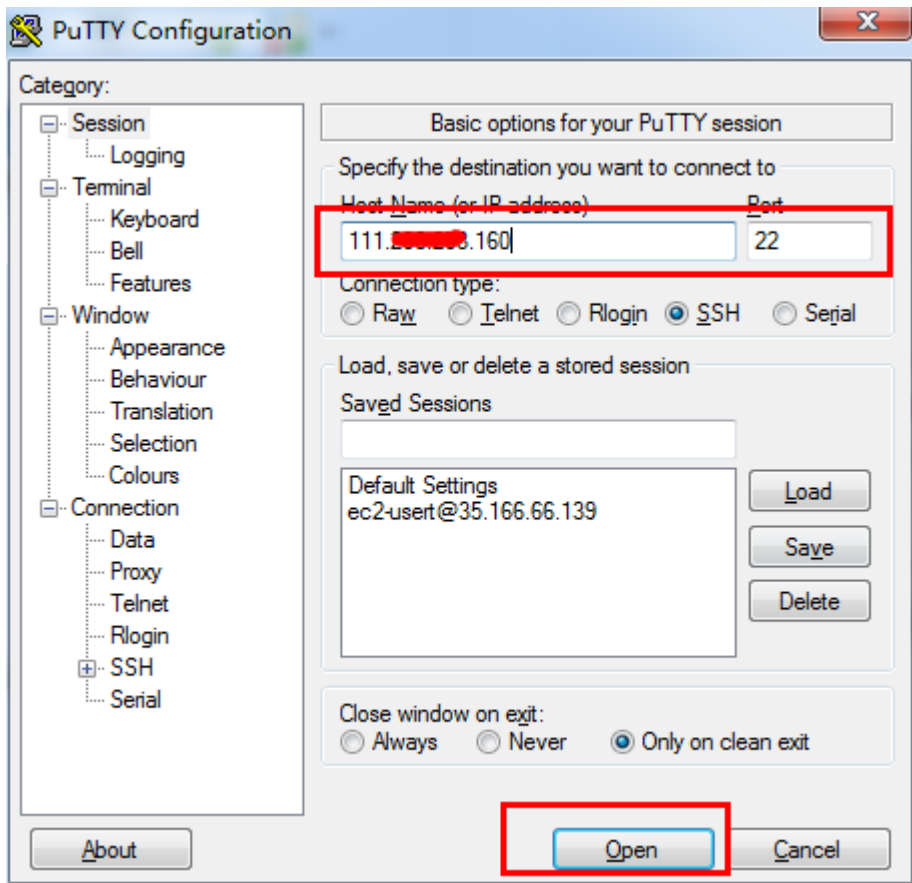 PuTTY Configuration
Category:
Session
Logging
Terminal
Keyboard
Bell
Features
Window
Appearance
Behaviour
Translation
Selection
Colours
Connection
Data
Proxy
Telnet
Rlogin
SSH
Serial
Basic options for your PuTTY session
Specify the destination you want to connect to
Host Name (or IP address) Port
111. .160 22
Connection type:
Raw Telnet Rlogin SSH Serial
Load, save or delete a stored session
Saved Sessions
Default Settings
ec2-usert@35.166.66.139
Load
Save
Delete
Close window on exit:
Always Never Only on clean exit
About Open Cancel